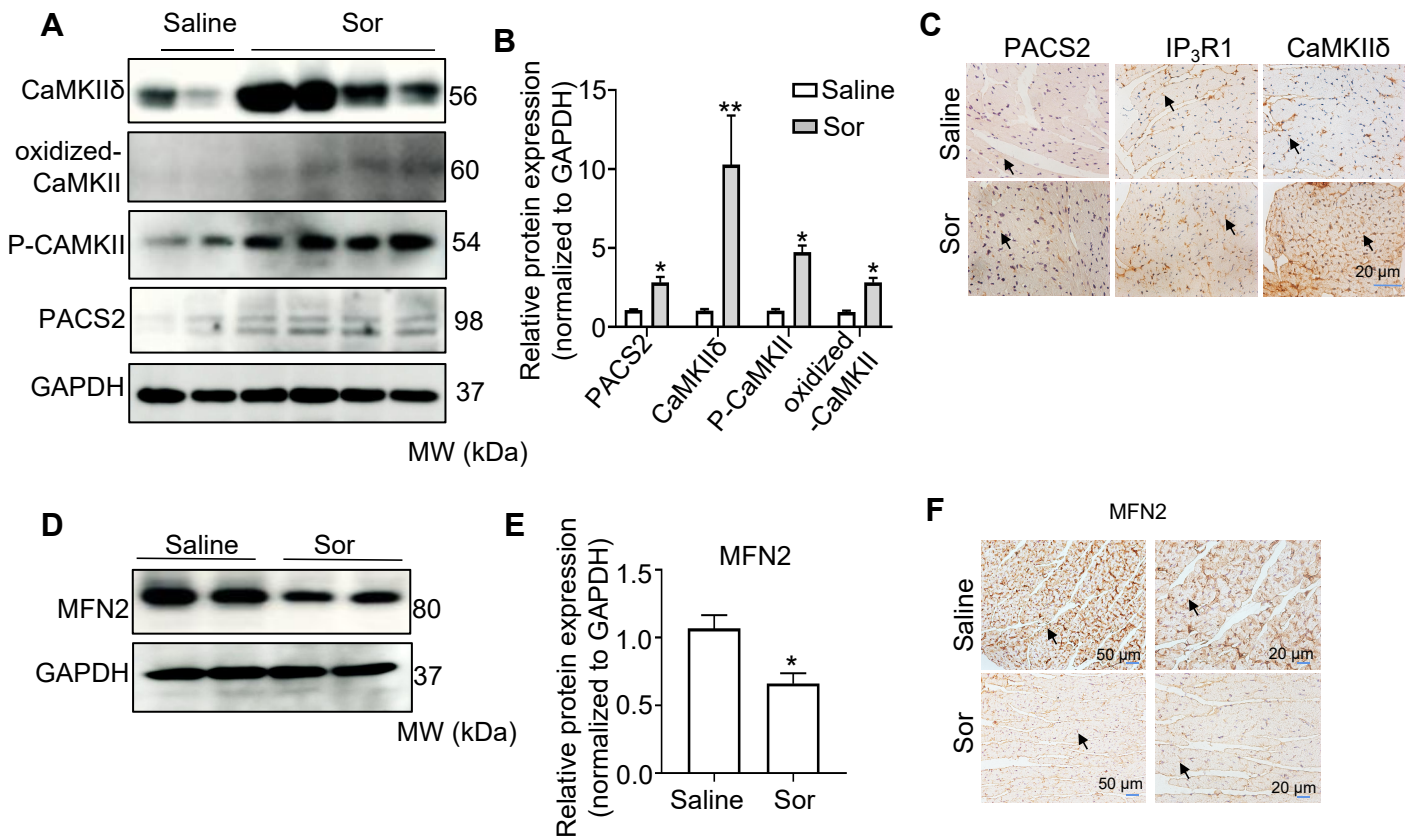 A
Saline
Sor
CaMKIIδ
56
oxidized-
CaMKII
60
P-CAMKII
54
PACS2
98
GAPDH
37
MW (kDa)
B
Relative protein expression
(normalized to GAPDH)
15
10
5
0
Saline
Sor
*
**
*
*
PACS2
CaMKIIδ
P-CaMKII
oxidized
-CaMKII
C
PACS2
IP₃R1
CaMKIIδ
Saline
Sor
20 µm
D
Saline
Sor
MFN2
80
GAPDH
37
MW (kDa)
E
Relative protein expression
(normalized to GAPDH)
MFN2
1.5
1.0
0.5
0.0
*
Saline
Sor
F
MFN2
Saline
50 µm
20 µm
Sor
50 µm
20 µm